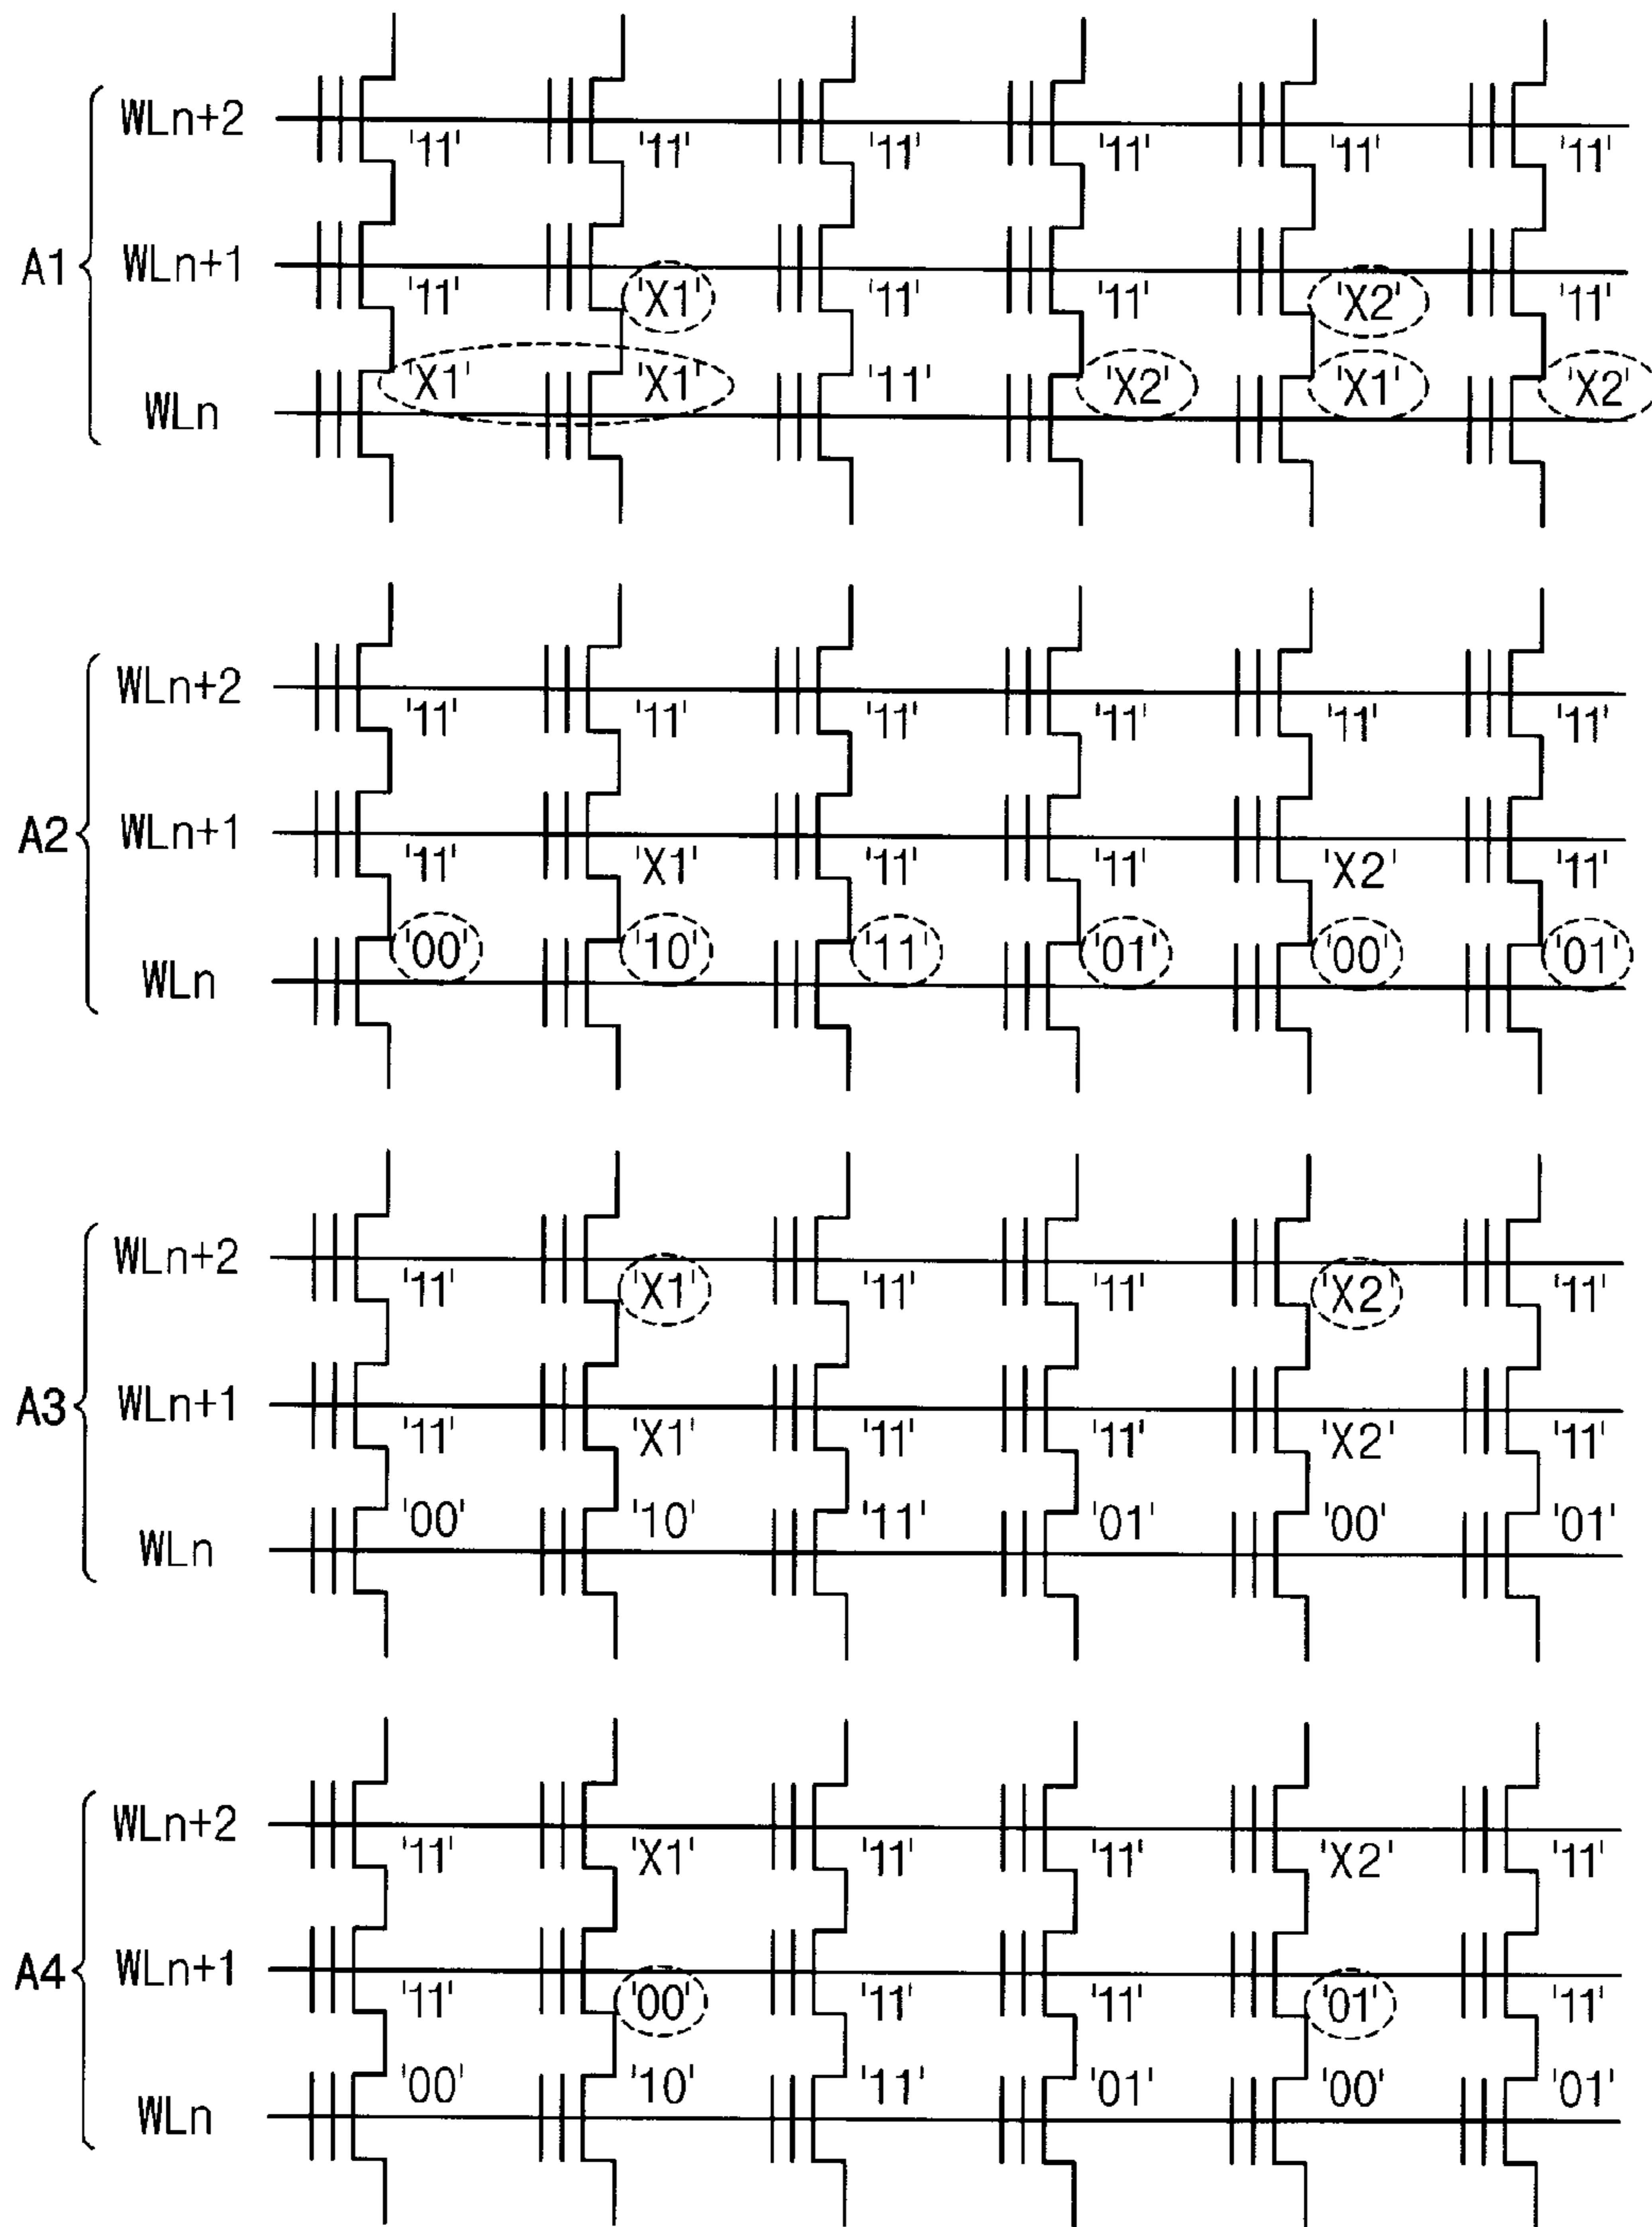 WLn+2 '11' '11' '11' '11' '11' '11'
A1 WLn+1 '11' 'X1' '11' '11' 'X2' '11'
WLn 'X1' 'X1' '11' 'X2' 'X1' 'X2'
WLn+2 '11' '11' '11' '11' '11' '11'
A2 WLn+1 '11' 'X1' '11' '11' 'X2' '11'
WLn '00' '10' '11' '01' '00' '01'
WLn+2 '11' 'X1' '11' '11' 'X2' '11'
A3 WLn+1 '11' 'X1' '11' '11' 'X2' '11'
WLn '00' '10' '11' '01' '00' '01'
WLn+2 '11' 'X1' '11' '11' 'X2' '11'
A4 WLn+1 '11' '00' '11' '11' '01' '11'
WLn '00' '10' '11' '01' '00' '01'